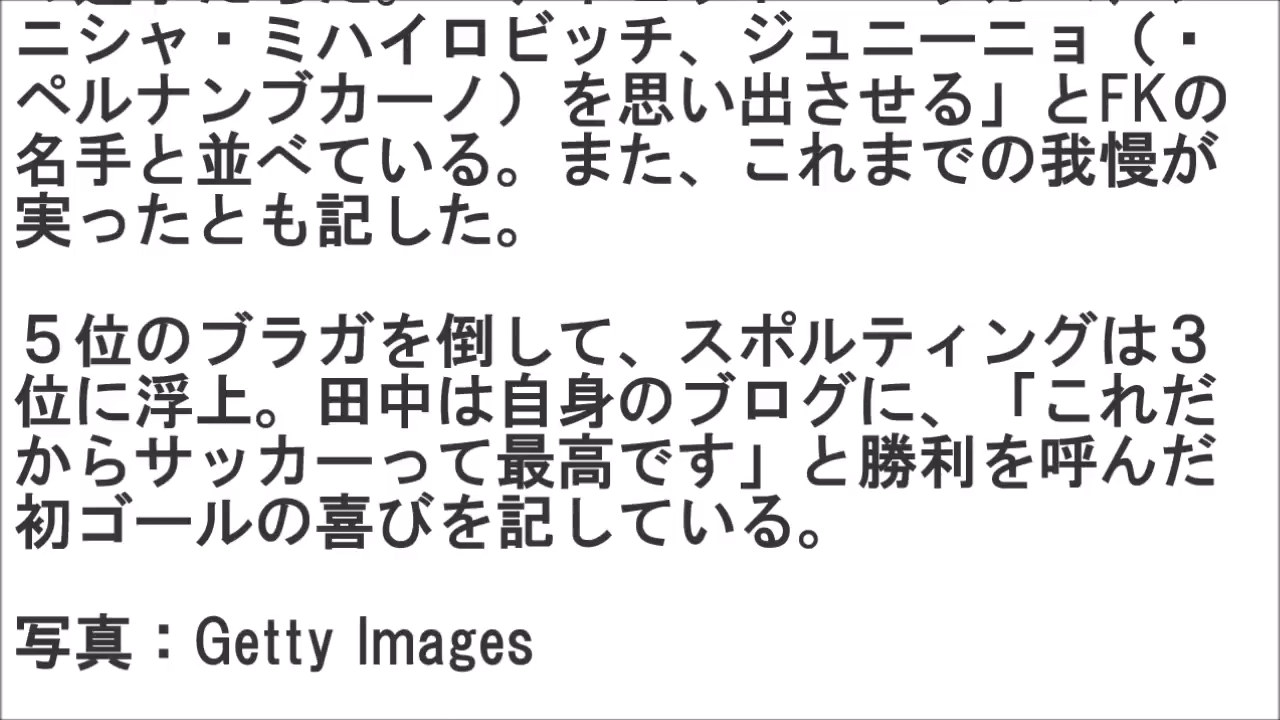 ニシャ・ミハイロビッチ、ジュニーニョ（・
ペルナンブカーノ）を思い出させる」とFKの
名手と並べている。また、これまでの我慢が
実ったとも記した。
５位のブラガを倒して、スポルティングは３
位に浮上。田中は自身のブログに、「これだ
からサッカーって最高です」と勝利を呼んだ
初ゴールの喜びを記している。
写真：Getty Images